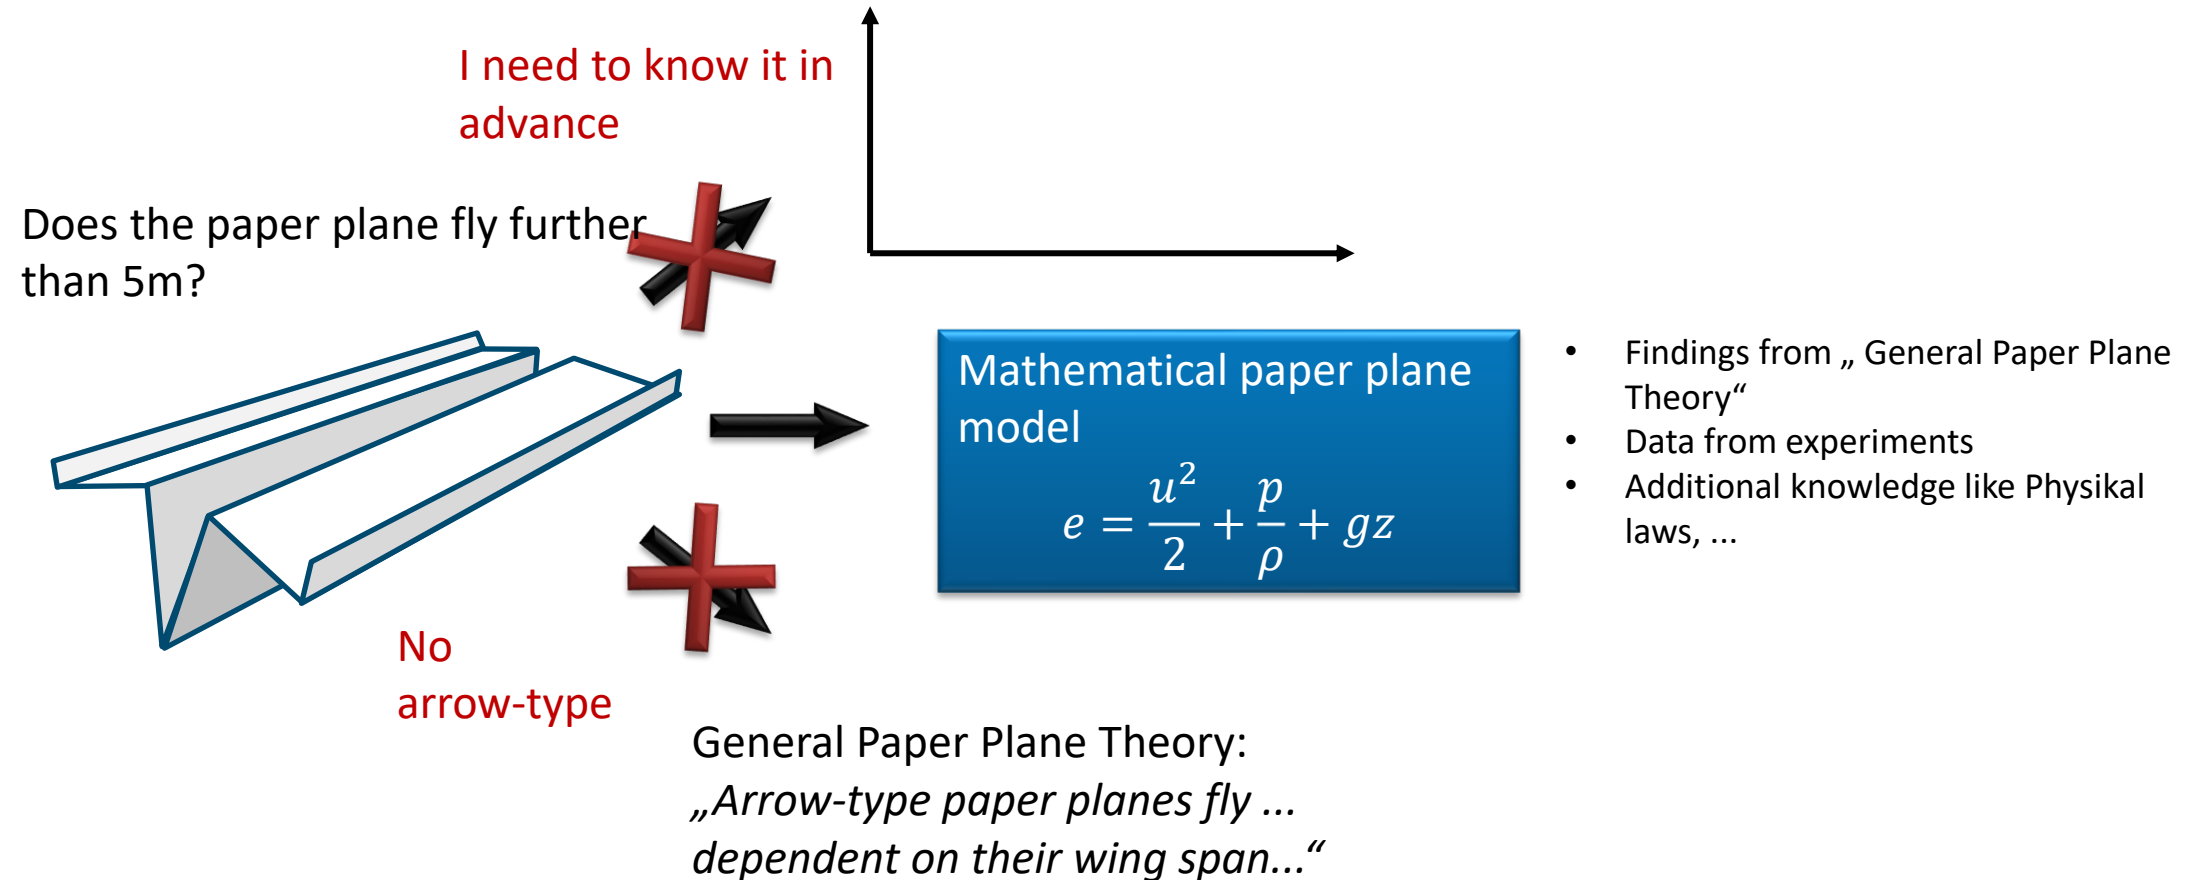 I need to know it in
advance
Does the paper plane fly further
than 5m?
Mathematical paper plane
model
e = u²/2 + p/ρ + gz
• Findings from „ General Paper Plane
Theory“
• Data from experiments
• Additional knowledge like Physikal
laws, ...
No
arrow-type
General Paper Plane Theory:
„Arrow-type paper planes fly ...
dependent on their wing span...“